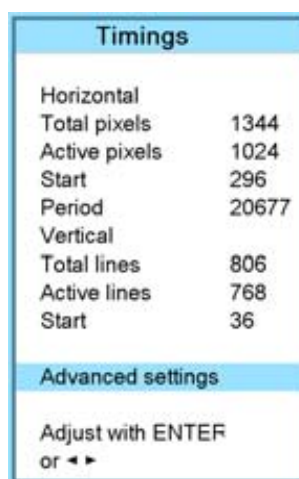 Timings
Horizontal
Total pixels 1344
Active pixels 1024
Start 296
Period 20677
Vertical
Total lines 806
Active lines 768
Start 36
Advanced settings
Adjust with ENTER
or ◄ ►